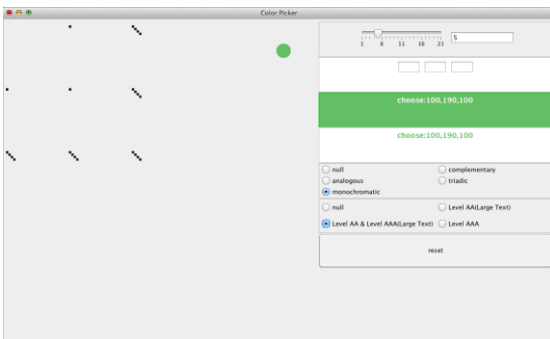 Color Picker
5
1 6 11 16 21
choose:100,190,100
choose:100,190,100
null complementary
analogous triadic
monochromatic
null Level AA(Large Text)
Level AA & Level AAA(Large Text) Level AAA
reset